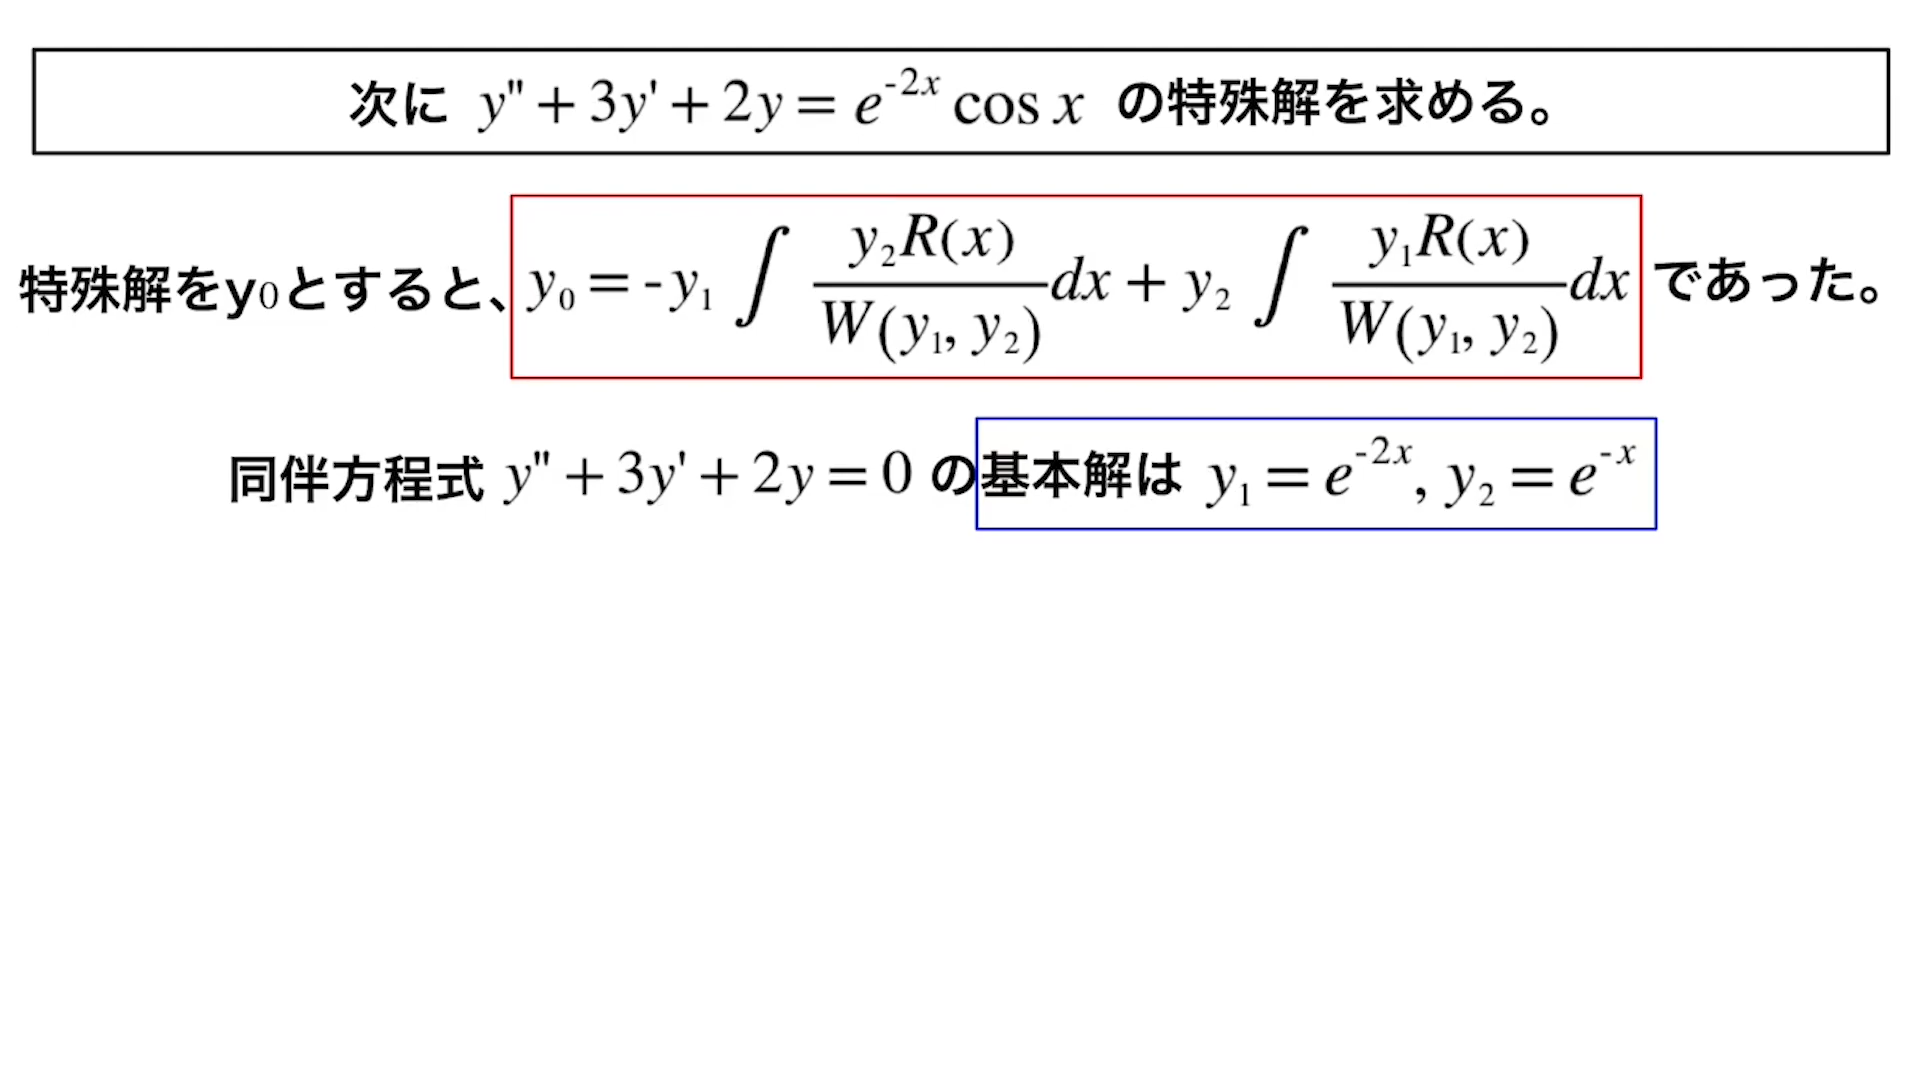 次に y" + 3y' + 2y = e^{-2x} cos x の特殊解を求める。
特殊解をy₀とすると、 y₀ = -y₁ ∫ \frac{y₂R(x)}{W(y₁, y₂)} dx + y₂ ∫ \frac{y₁R(x)}{W(y₁, y₂)} dx であった。
同伴方程式 y" + 3y' + 2y = 0 の基本解は y₁ = e^{-2x}, y₂ = e^{-x}